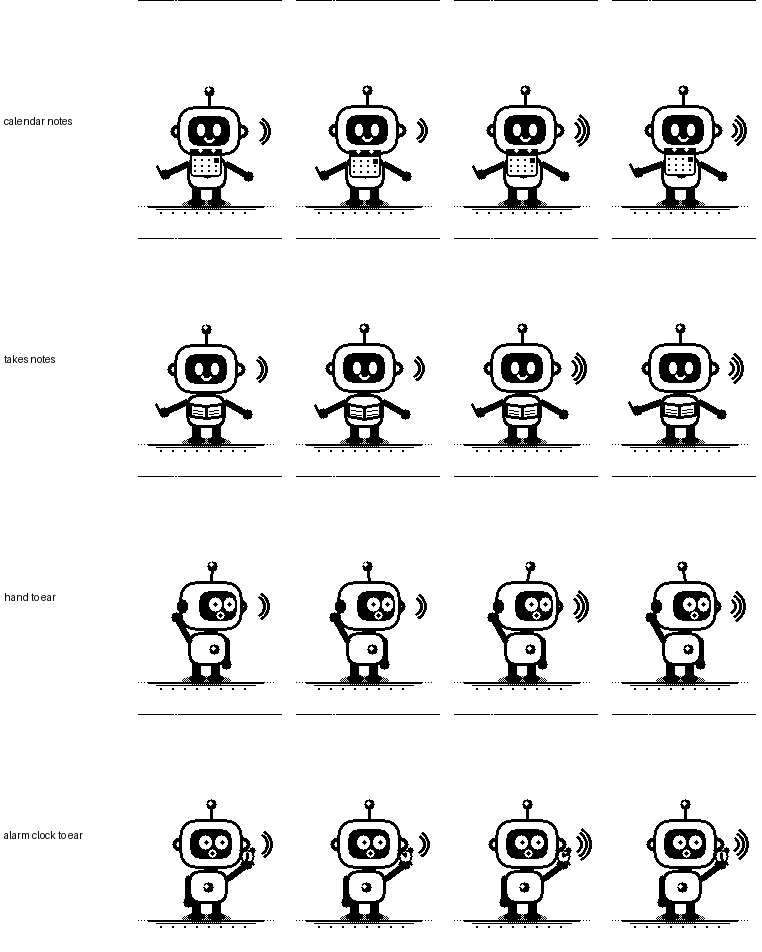 calendar notes
takes notes
hand to ear
alarm clock to ear